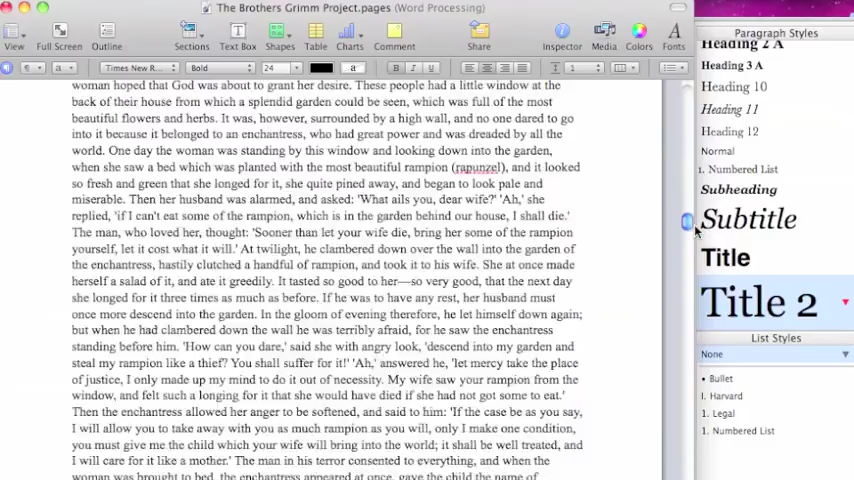 The Brothers Grimm Project.pages (Word Processing)
View Full Screen Outline Sections Text Box Shapes Table Charts Comment Share Inspector Media Colors Fonts
¶ a Times New R... Bold 24 a B I U 1
woman hoped that God was about to grant her desire. These people had a little window at the
back of their house from which a splendid garden could be seen, which was full of the most
beautiful flowers and herbs. It was, however, surrounded by a high wall, and no one dared to go
into it because it belonged to an enchantress, who had great power and was dreaded by all the
world. One day the woman was standing by this window and looking down into the garden,
when she saw a bed which was planted with the most beautiful rampion (rapunzel), and it looked
so fresh and green that she longed for it, she quite pined away, and began to look pale and
miserable. Then her husband was alarmed, and asked: 'What ails you, dear wife?' 'Ah,' she
replied, 'if I can't eat some of the rampion, which is in the garden behind our house, I shall die.'
The man, who loved her, thought: 'Sooner than let your wife die, bring her some of the rampion
yourself, let it cost what it will.' At twilight, he clambered down over the wall into the garden of
the enchantress, hastily clutched a handful of rampion, and took it to his wife. She at once made
herself a salad of it, and ate it greedily. It tasted so good to her—so very good, that the next day
she longed for it three times as much as before. If he was to have any rest, her husband must
once more descend into the garden. In the gloom of evening therefore, he let himself down again;
but when he had clambered down the wall he was terribly afraid, for he saw the enchantress
standing before him. 'How can you dare,' said she with angry look, 'descend into my garden and
steal my rampion like a thief? You shall suffer for it!' 'Ah,' answered he, 'let mercy take the place
of justice, I only made up my mind to do it out of necessity. My wife saw your rampion from the
window, and felt such a longing for it that she would have died if she had not got some to eat.'
Then the enchantress allowed her anger to be softened, and said to him: 'If the case be as you say,
I will allow you to take away with you as much rampion as you will, only I make one condition,
you must give me the child which your wife will bring into the world; it shall be well treated, and
I will care for it like a mother.' The man in his terror consented to everything, and when the
woman was brought to bed, the enchantress appeared at once, gave the child the name of
Paragraph Styles
Heading 2 A
Heading 3 A
Heading 10
Heading 11
Heading 12
Normal
1. Numbered List
Subheading
Subtitle
Title
Title 2
List Styles
None
• Bullet
I. Harvard
1. Legal
1. Numbered List